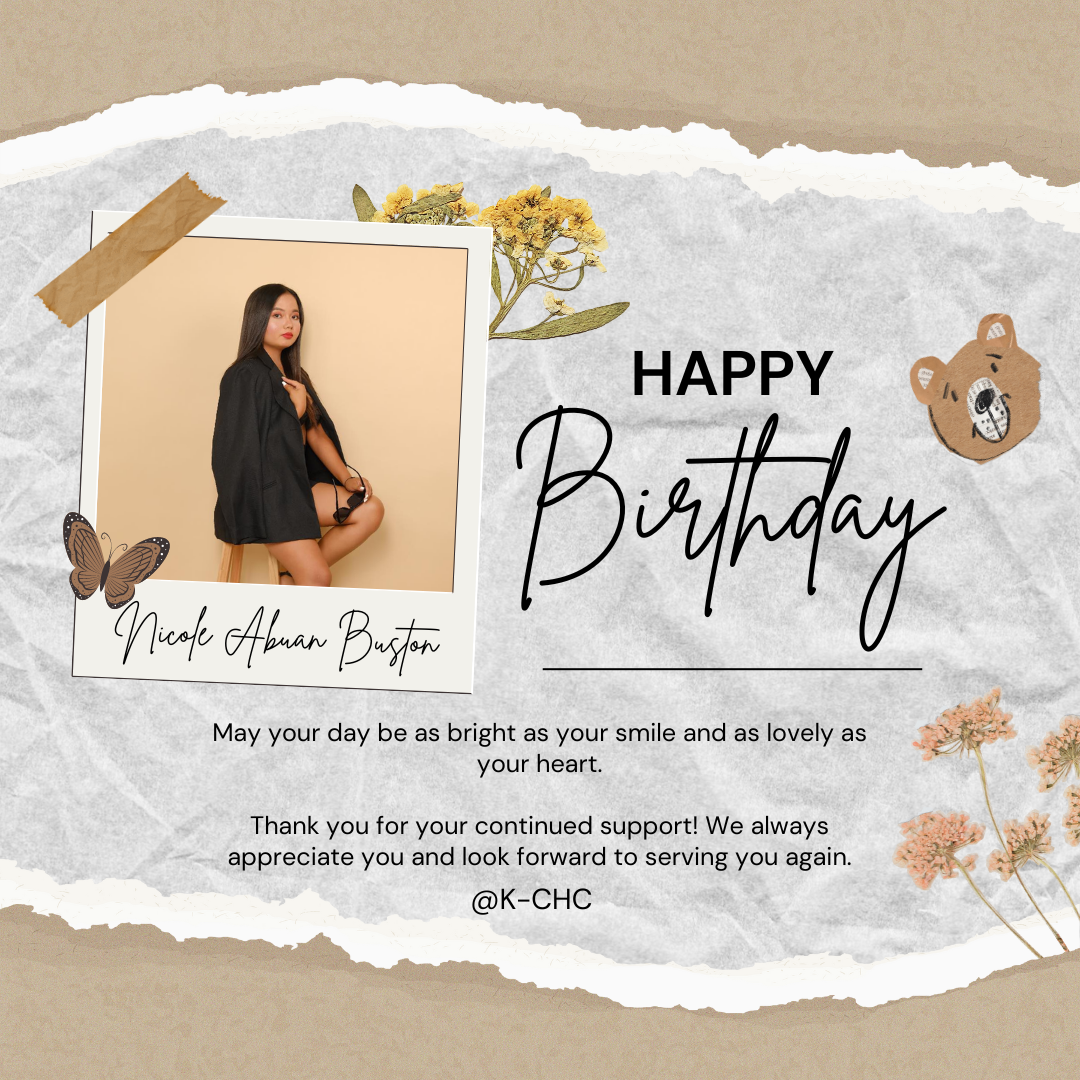 HAPPY
Birthday
Nicole Abuan Buston
May your day be as bright as your smile and as lovely as
your heart.
Thank you for your continued support! We always
appreciate you and look forward to serving you again.
@K-CHC